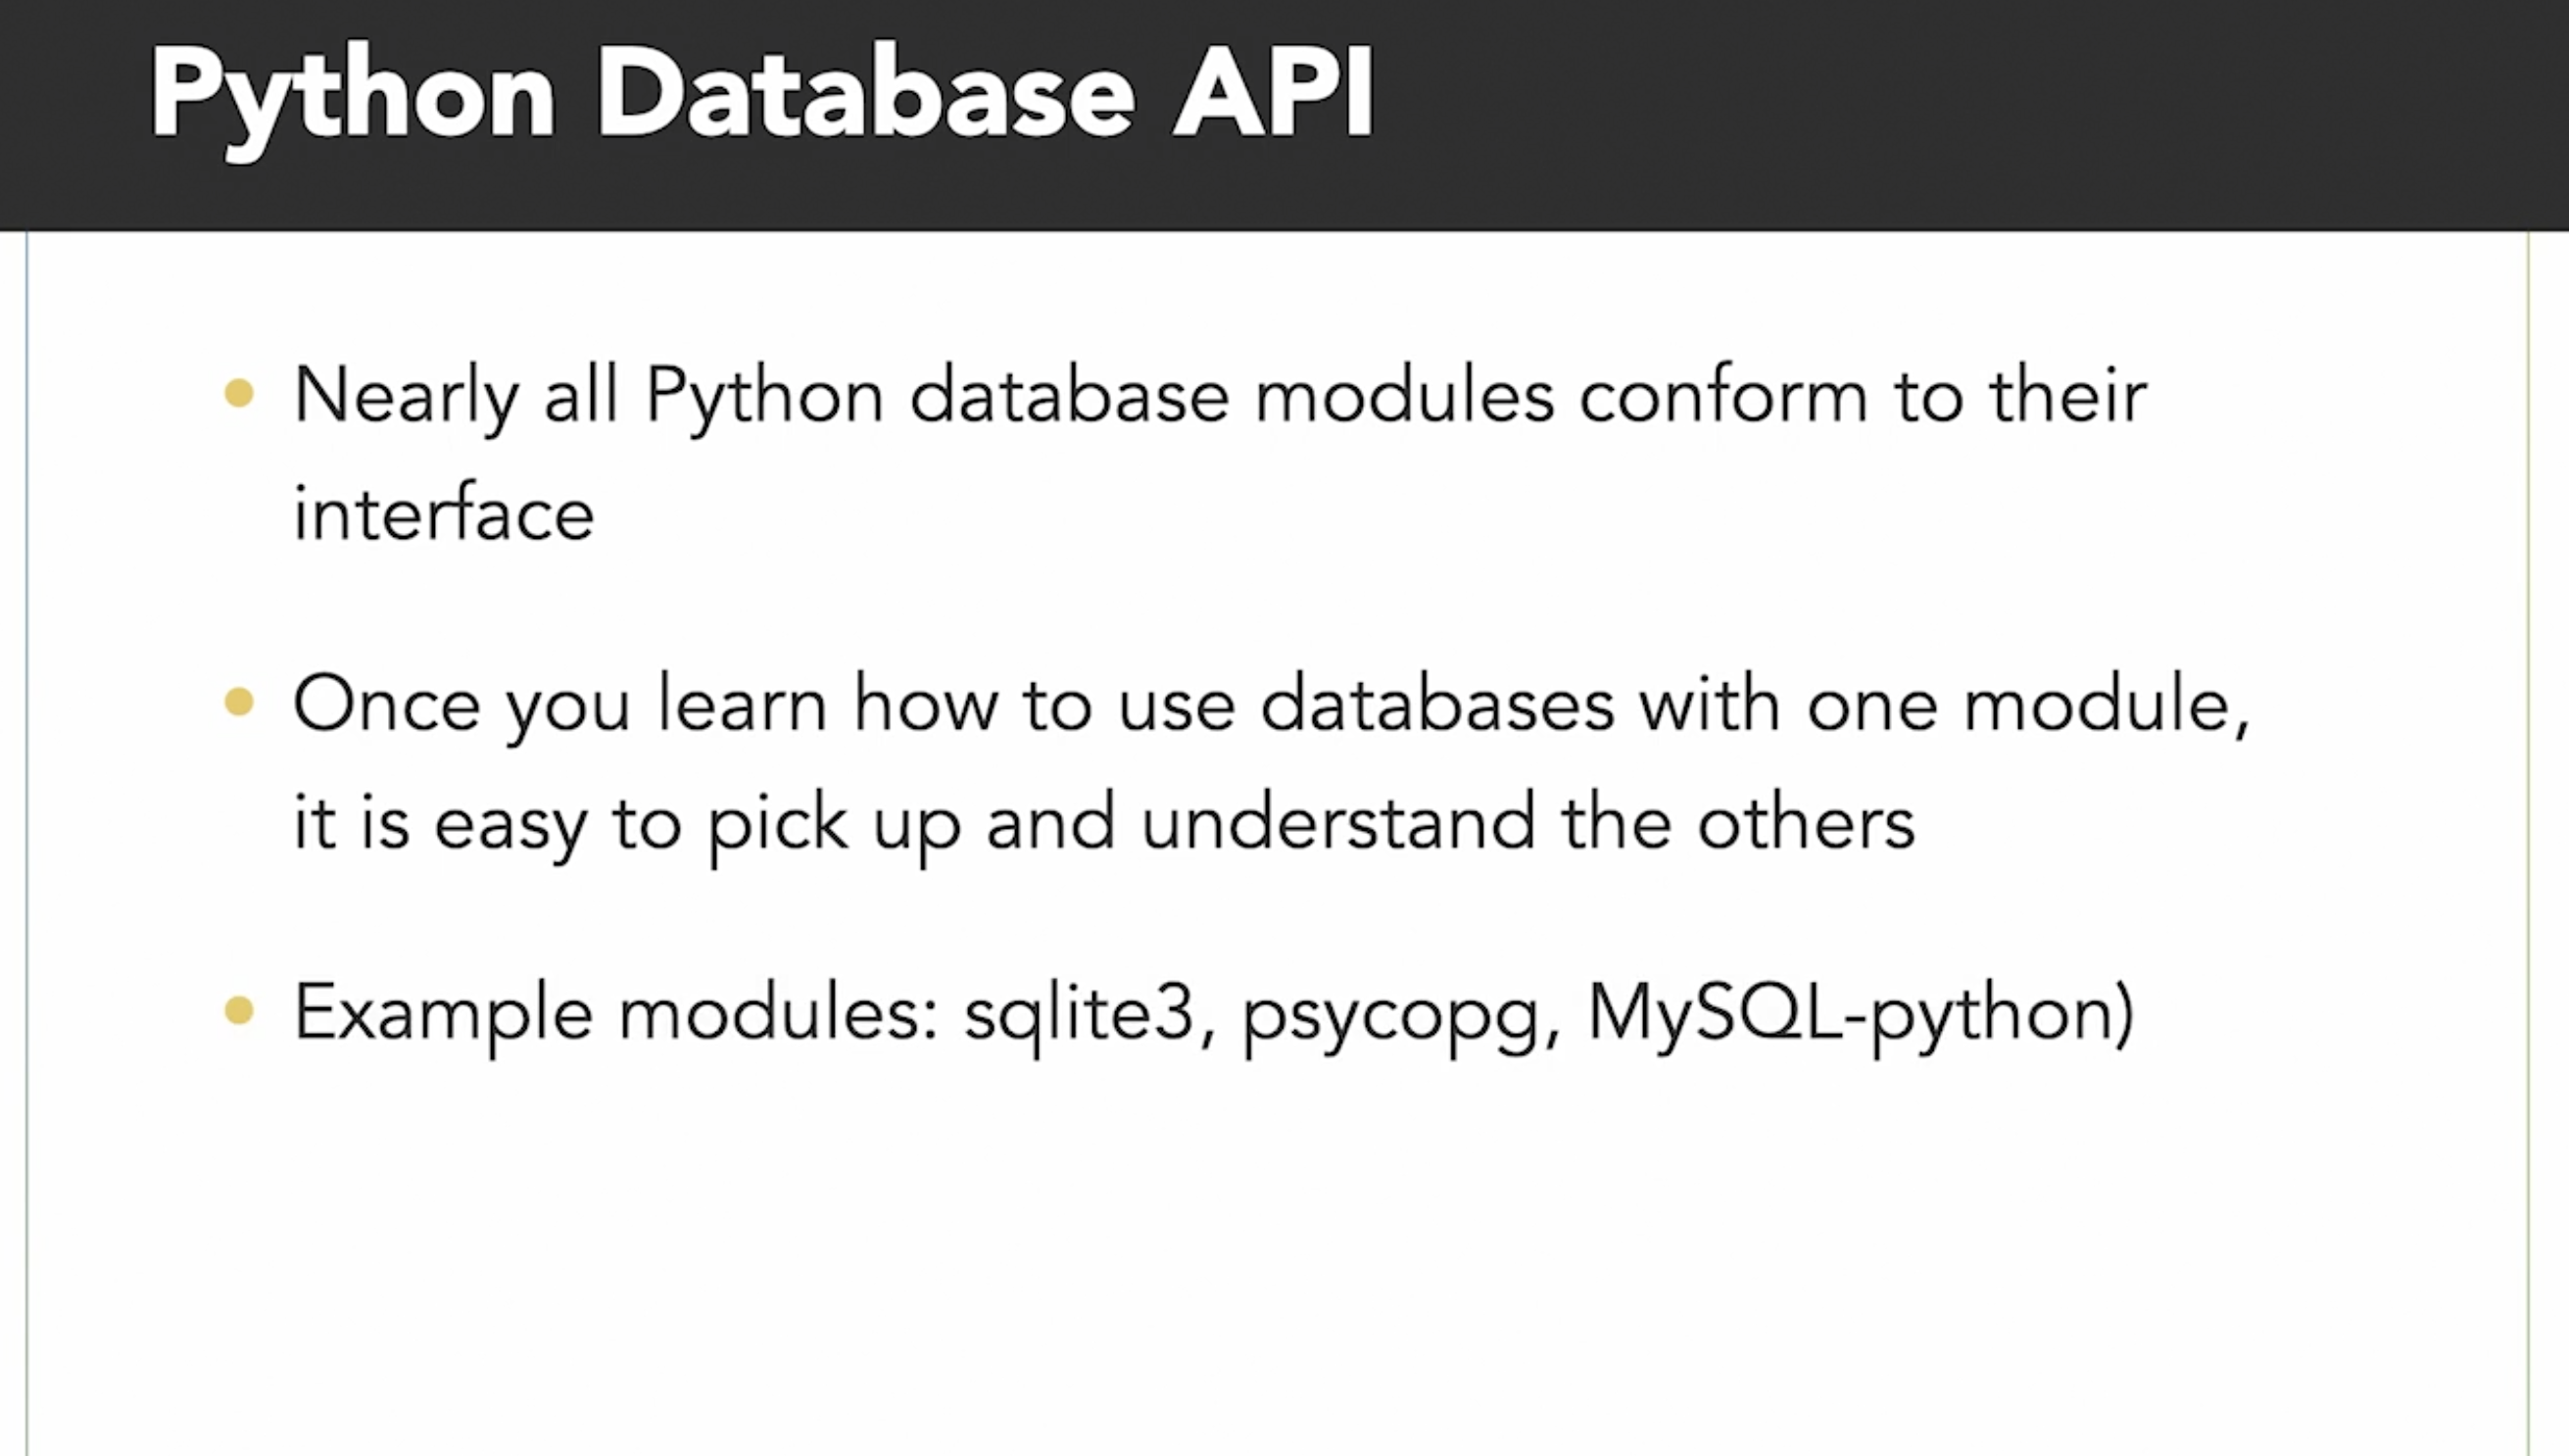 Python Database API
Nearly all Python database modules conform to their
interface
Once you learn how to use databases with one module,
it is easy to pick up and understand the others
Example modules: sqlite3, psycopg, MySQL-python)